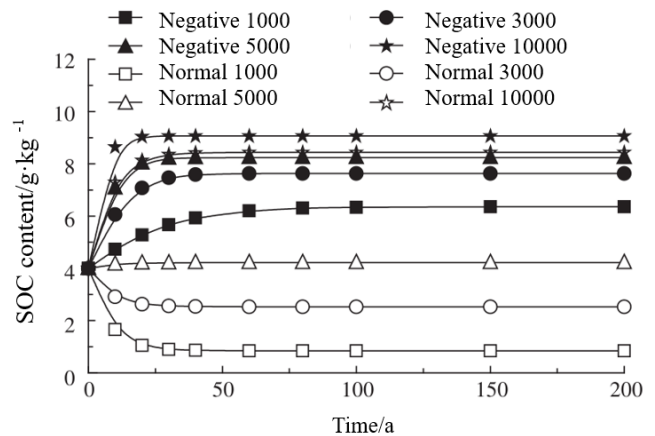 Negative 1000 Negative 3000
Negative 5000 Negative 10000
Normal 1000 Normal 3000
Normal 5000 Normal 10000
12
10
8
6
4
2
0
SOC content/g·kg⁻¹
0 50 100 150 200
Time/a